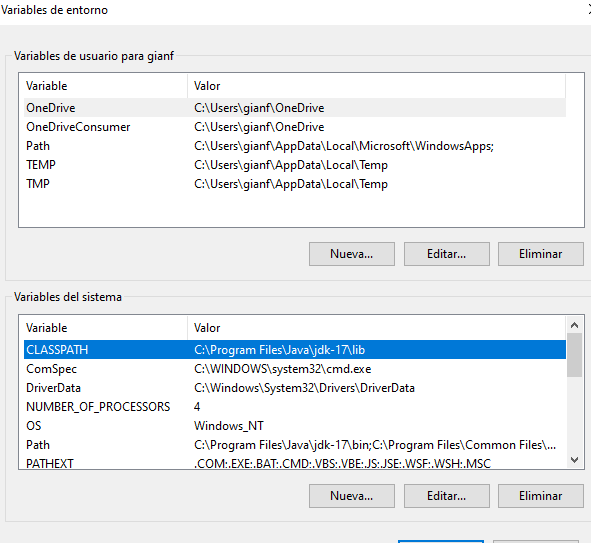 Variables de entorno
Variables de usuario para gianf
Variable Valor
OneDrive C:\Users\gianf\OneDrive
OneDriveConsumer C:\Users\gianf\OneDrive
Path C:\Users\gianf\AppData\Local\Microsoft\WindowsApps;
TEMP C:\Users\gianf\AppData\Local\Temp
TMP C:\Users\gianf\AppData\Local\Temp
Nueva... Editar... Eliminar
Variables del sistema
Variable Valor
CLASSPATH C:\Program Files\Java\jdk-17\lib
ComSpec C:\WINDOWS\system32\cmd.exe
DriverData C:\Windows\System32\Drivers\DriverData
NUMBER_OF_PROCESSORS 4
OS Windows_NT
Path C:\Program Files\Java\jdk-17\bin;C:\Program Files\Common Files\...
PATHEXT .COM;.EXE;.BAT;.CMD;.VBS;.VBE;.JS;.JSE;.WSF;.WSH;.MSC
Nueva... Editar... Eliminar